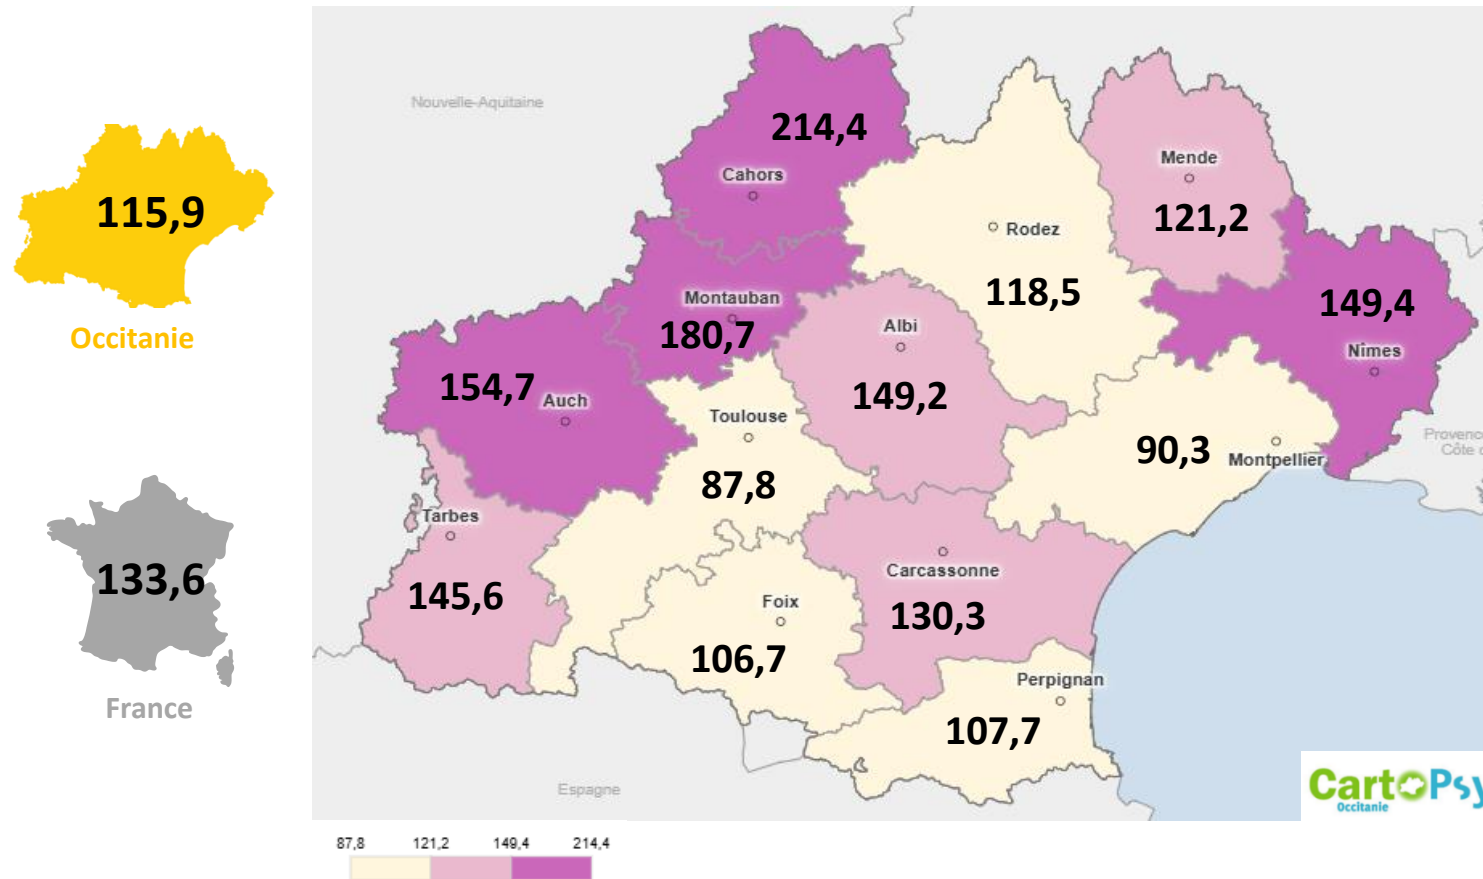 Nouvelle-Aquitaine
214,4
Cahors
Mende
121,2
115,9
Rodez
118,5
149,4
Nîmes
Montauban
180,7
Occitanie
Albi
149,2
154,7
Auch
Toulouse
87,8
90,3
Montpellier
Tarbes
145,6
133,6
France
Carcassonne
130,3
Foix
106,7
Perpignan
107,7
Espagne
CartoPsy
Occitanie
87,8 121,2 149,4 214,4